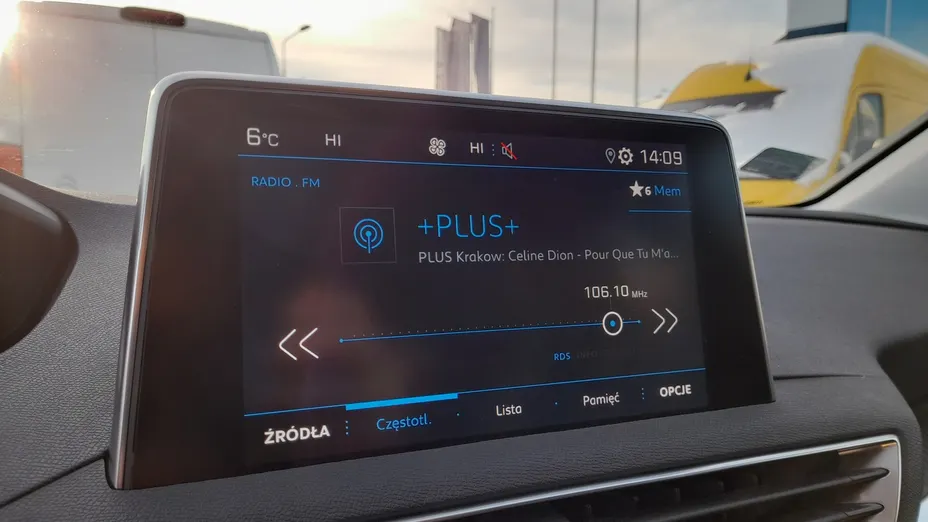 6°C HI HI 14:09
RADIO . FM
6 Mem
+PLUS+
PLUS Krakow: Celine Dion - Pour Que Tu M'a...
106.10 MHz
RDS INFO
ŹRÓDŁA Częstotl. Lista Pamięć OPCJE